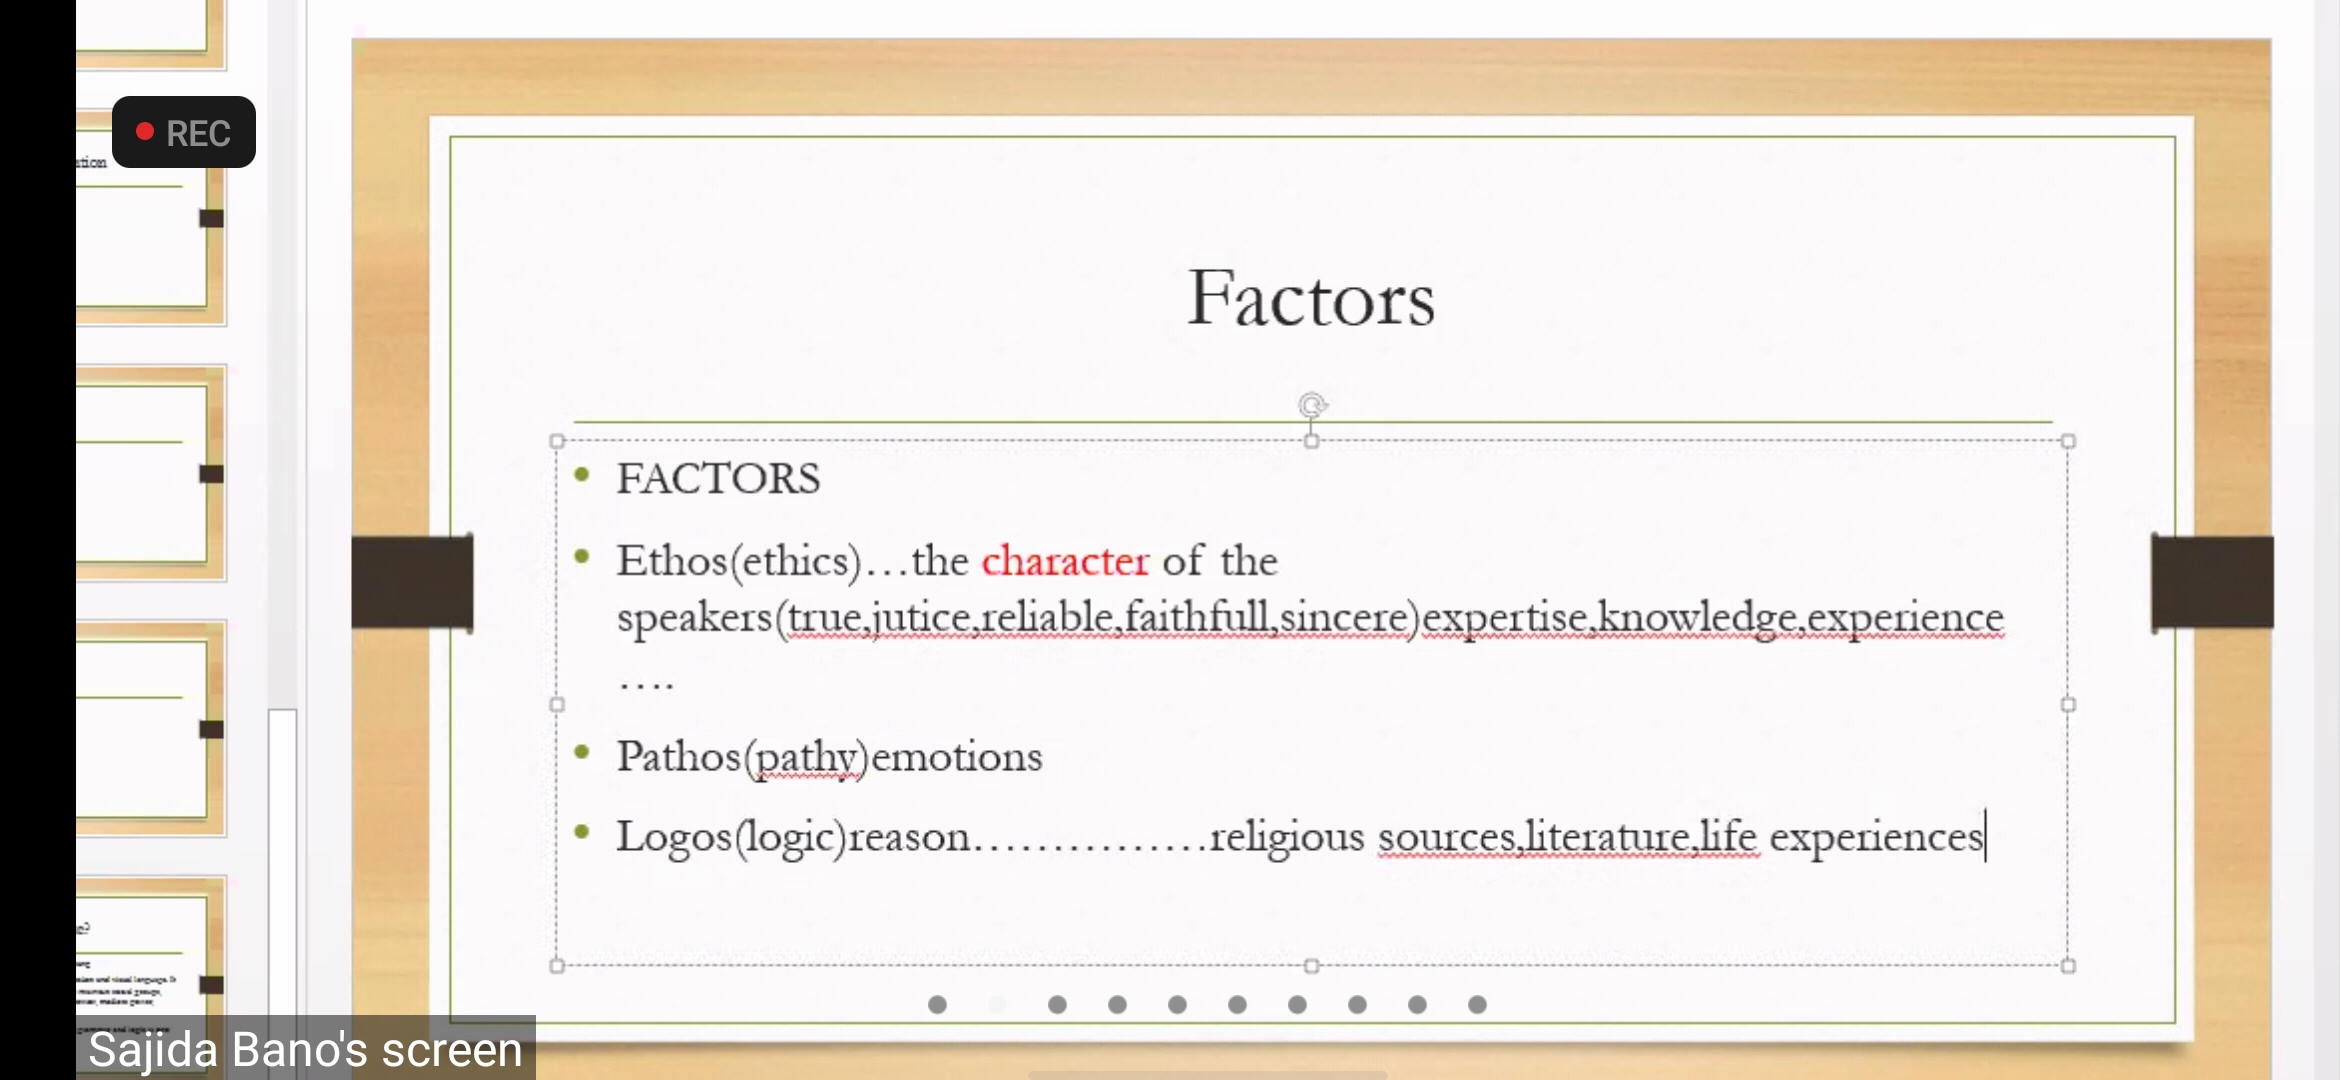 REC
ation
Factors
FACTORS
Ethos(ethics)…the character of the
speakers(true,jutice,reliable,faithfull,sincere)expertise,knowledge,experience
….
Pathos(pathy)emotions
Logos(logic)reason……………religious sources,literature,life experiences
Sajida Bano's screen